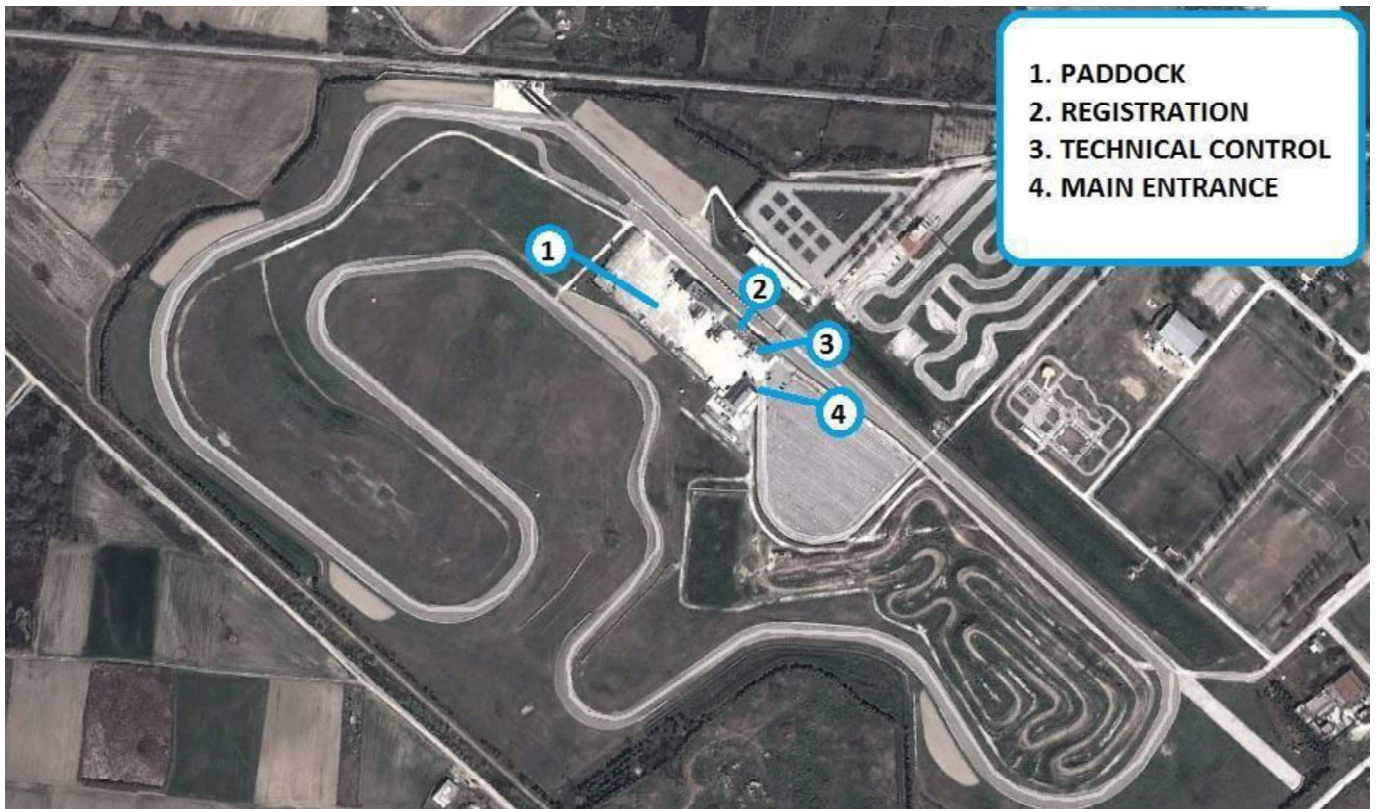 1. PADDOCK
2. REGISTRATION
3. TECHNICAL CONTROL
4. MAIN ENTRANCE
1
2
3
4